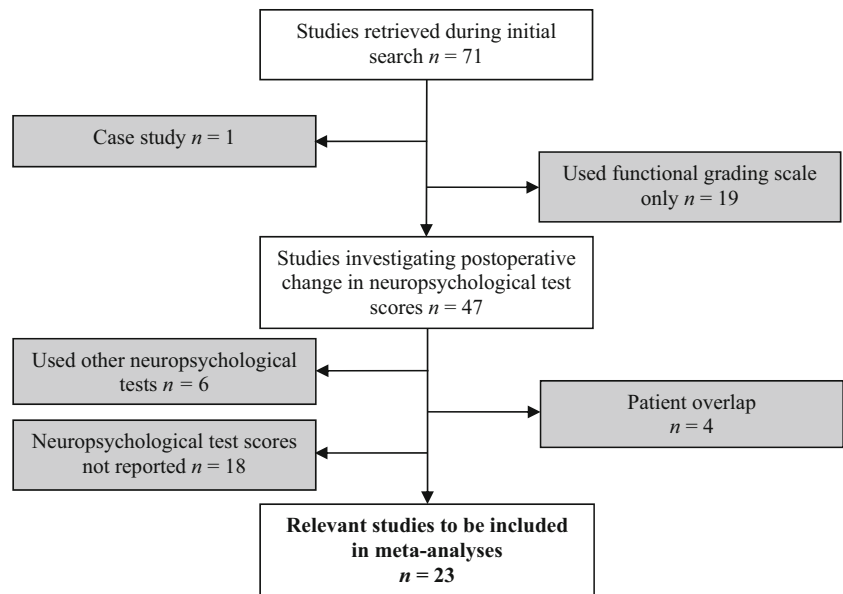 Studies retrieved during initial
search n = 71
Case study n = 1
Used functional grading scale
only n = 19
Studies investigating postoperative
change in neuropsychological test
scores n = 47
Used other neuropsychological
tests n = 6
Patient overlap
n = 4
Neuropsychological test scores
not reported n = 18
Relevant studies to be included
in meta-analyses
n = 23